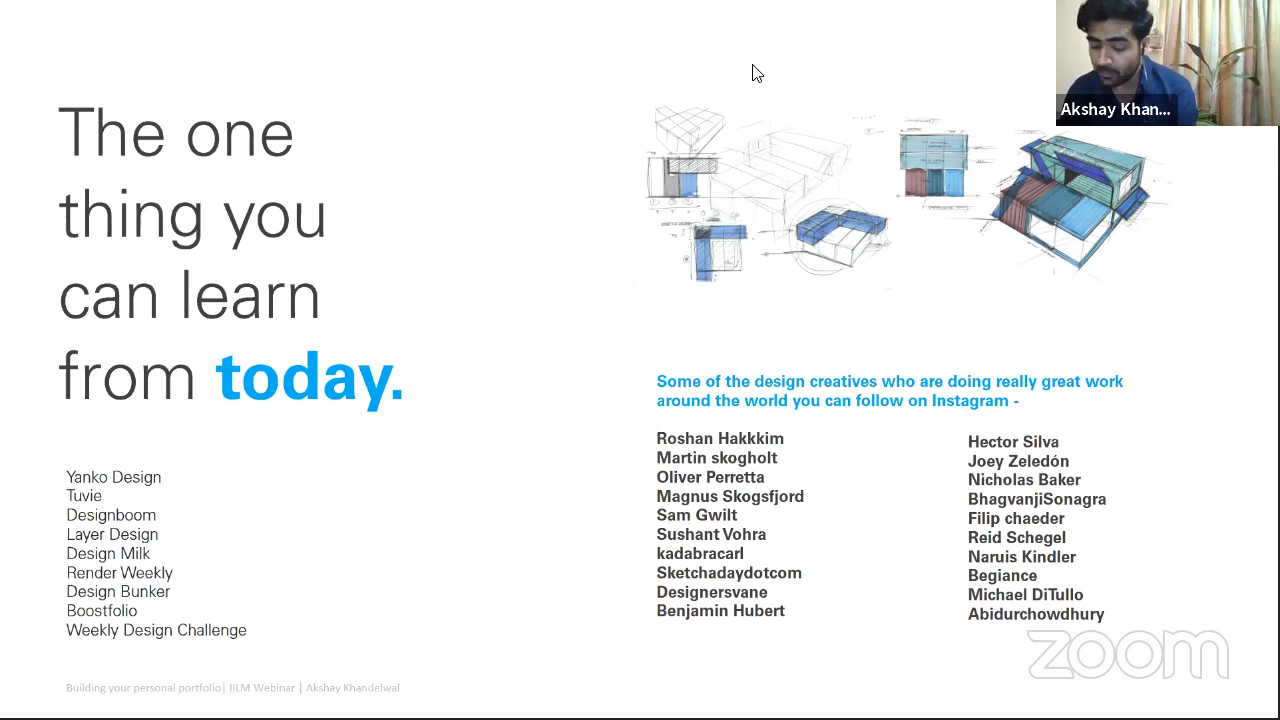 Akshay Khan...
The one
thing you
can learn
from today.
Some of the design creatives who are doing really great work
around the world you can follow on Instagram -
Roshan Hakkkim
Martin skogholt
Oliver Perretta
Magnus Skogsfjord
Sam Gwilt
Sushant Vohra
kadabracarl
Sketchadaydotcom
Designersvane
Benjamin Hubert
Hector Silva
Joey Zeledón
Nicholas Baker
BhagvanjiSonagra
Filip chaeder
Reid Schegel
Naruis Kindler
Begiance
Michael DiTullo
Abidurchowdhury
Yanko Design
Tuvie
Designboom
Layer Design
Design Milk
Render Weekly
Design Bunker
Boostfolio
Weekly Design Challenge
zoom
Building your personal portfolio| IILM Webinar | Akshay Khandelwal